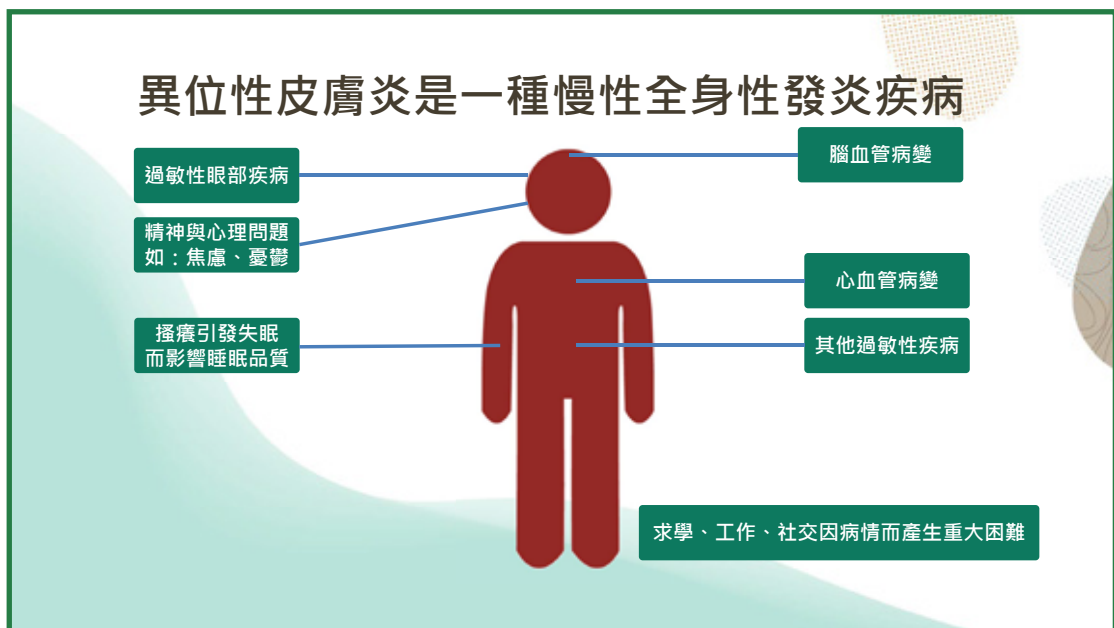 異位性皮膚炎是一種慢性全身性發炎疾病
過敏性眼部疾病
精神與心理問題
如：焦慮、憂鬱
搔癢引發失眠
而影響睡眠品質
腦血管病變
心血管病變
其他過敏性疾病
求學、工作、社交因病情而產生重大困難